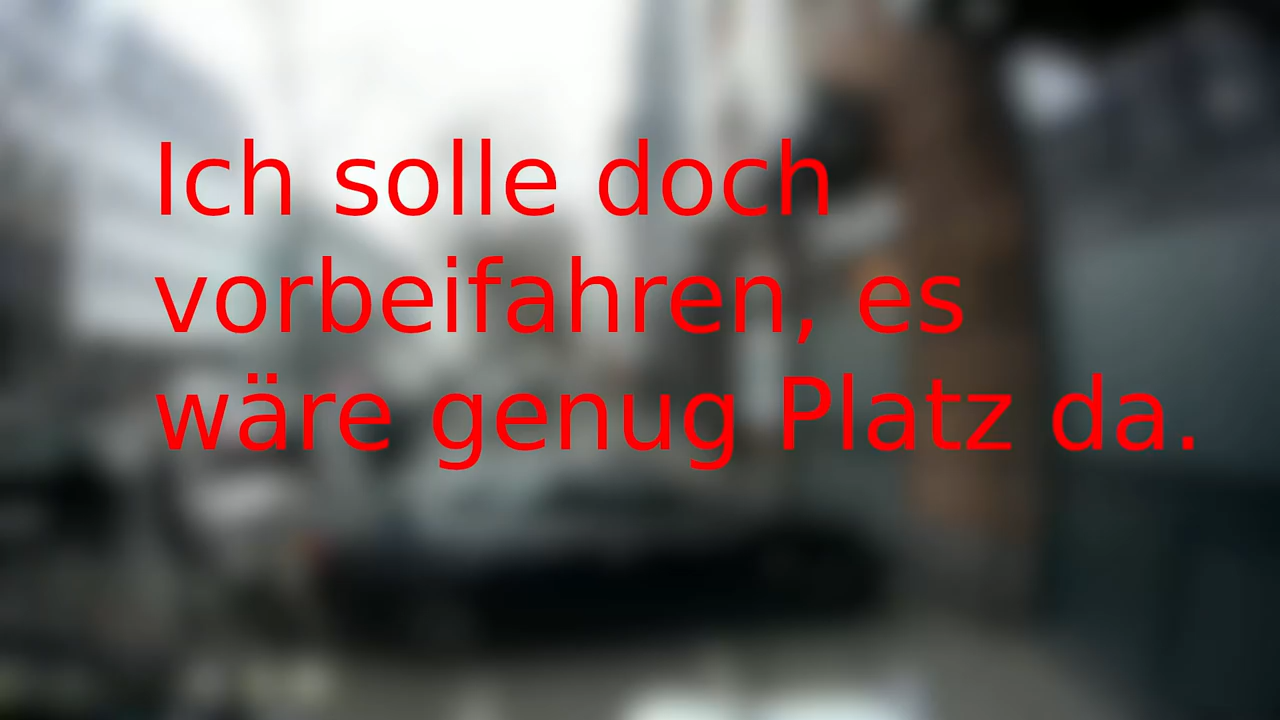 Ich solle doch
vorbeifahren, es
wäre genug Platz da.